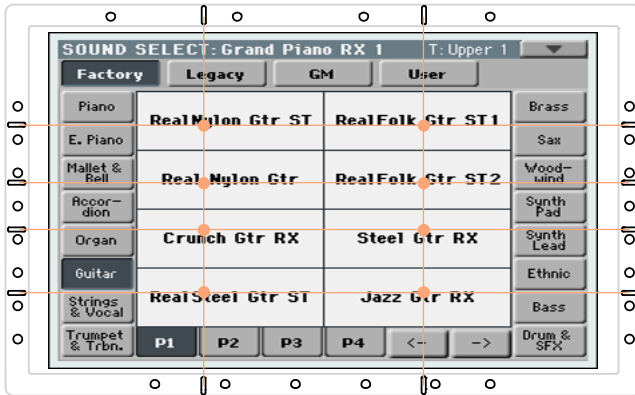 SOUND SELECT: Grand Piano RX 1 T: Upper 1
Factory Legacy GM User
Piano
E. Piano
Mallet &
Bell
Accor-
dion
Organ
Guitar
Strings
& Vocal
Trumpet
& Trbn.
RealNylon Gtr ST RealFolk Gtr ST1
Real Nylon Gtr RealFolk Gtr ST2
Crunch Gtr RX Steel Gtr RX
RealSteel Gtr ST Jazz Gtr RX
Brass
Sax
Wood-
wind
Synth
Pad
Synth
Lead
Ethnic
Bass
Drum &
SFX
P1 P2 P3 P4 <- ->